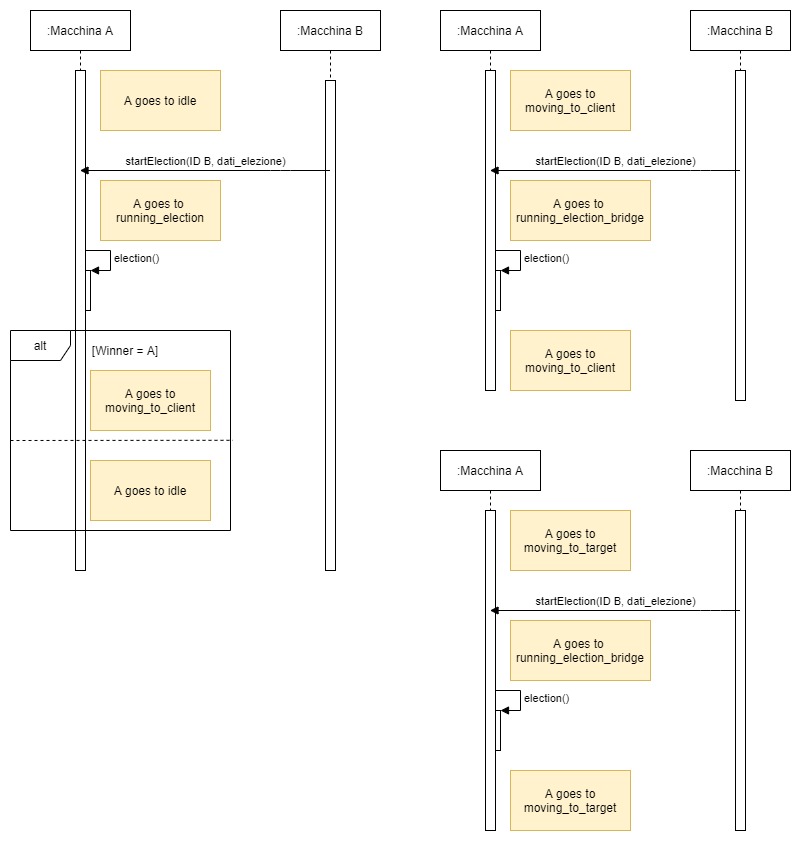 :Macchina A
:Macchina B
A goes to idle
startElection(ID B, dati_elezione)
A goes to
running_election
election()
alt
[Winner = A]
A goes to
moving_to_client
A goes to idle
:Macchina A
:Macchina B
A goes to
moving_to_client
startElection(ID B, dati_elezione)
A goes to
running_election_bridge
election()
A goes to
moving_to_client
:Macchina A
:Macchina B
A goes to
moving_to_target
startElection(ID B, dati_elezione)
A goes to
running_election_bridge
election()
A goes to
moving_to_target